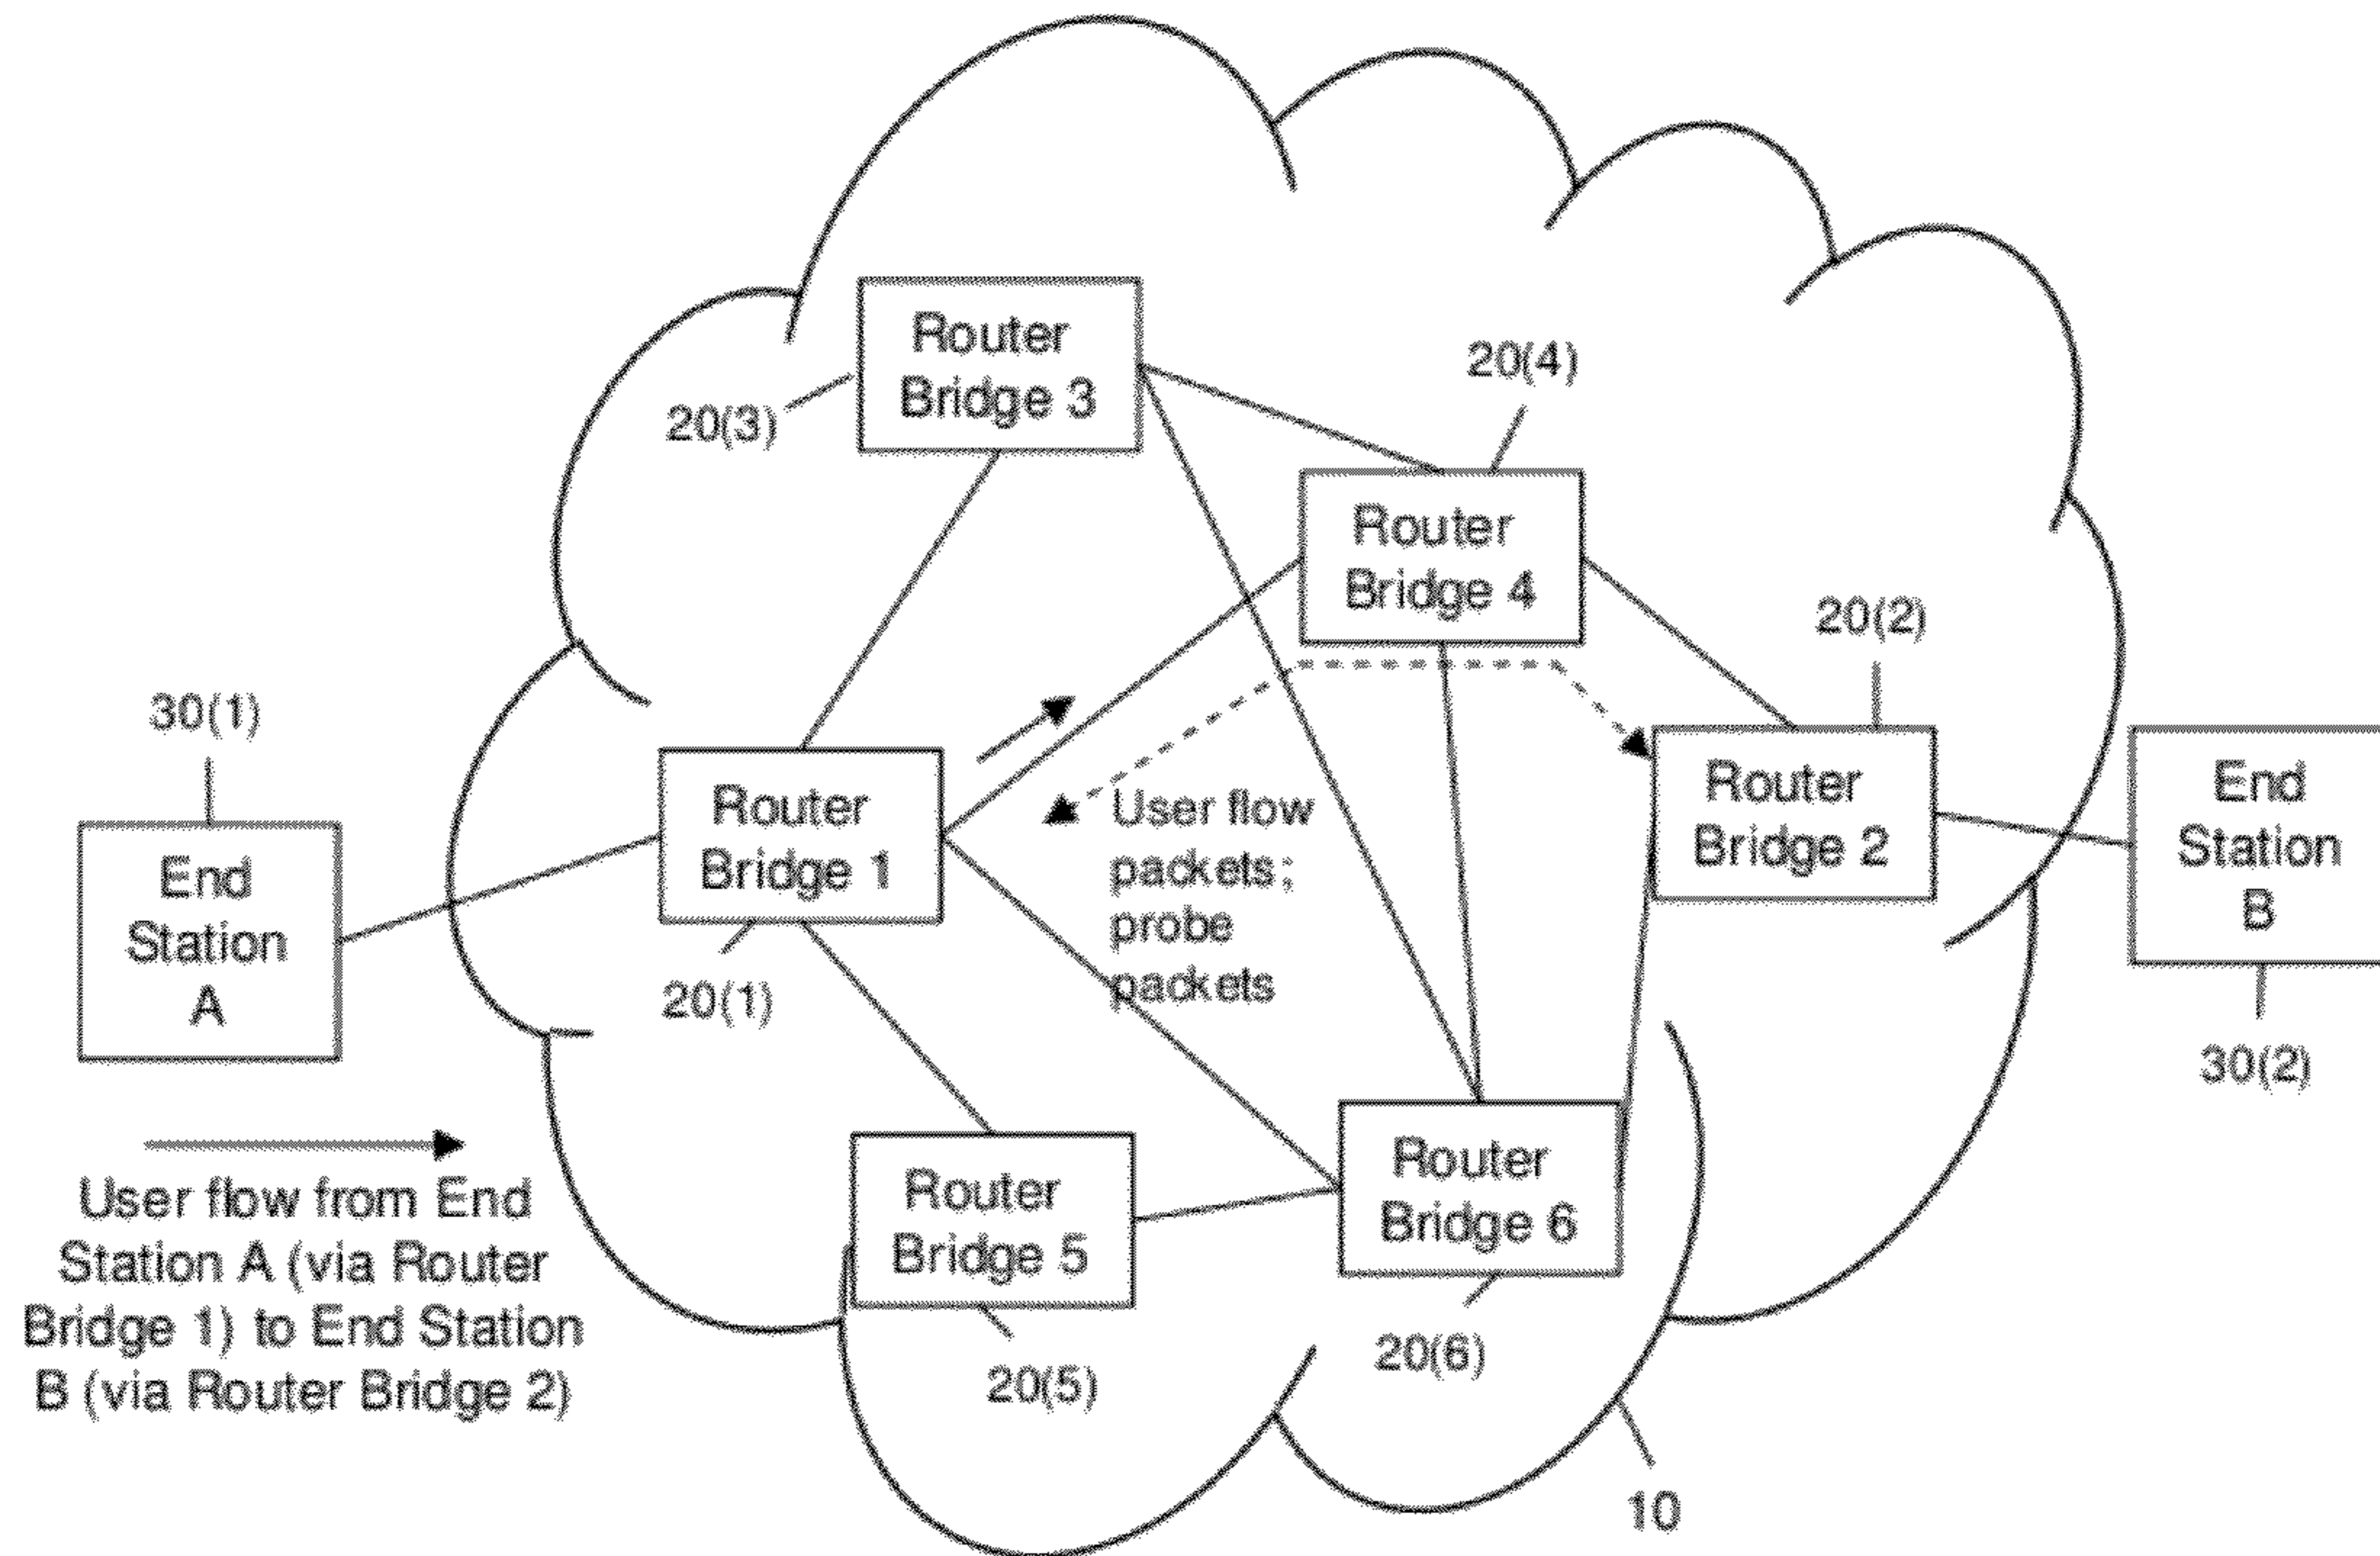 Router
Bridge 3
20(3)
20(4)
Router
Bridge 4
20(2)
30(1)
Router
Bridge 1
User flow
packets;
probe
packets
Router
Bridge 2
End
Station
B
End
Station
A
20(1)
30(2)
Router
Bridge 5
Router
Bridge 6
User flow from End
Station A (via Router
Bridge 1) to End Station
B (via Router Bridge 2)
20(5)
20(6)
10